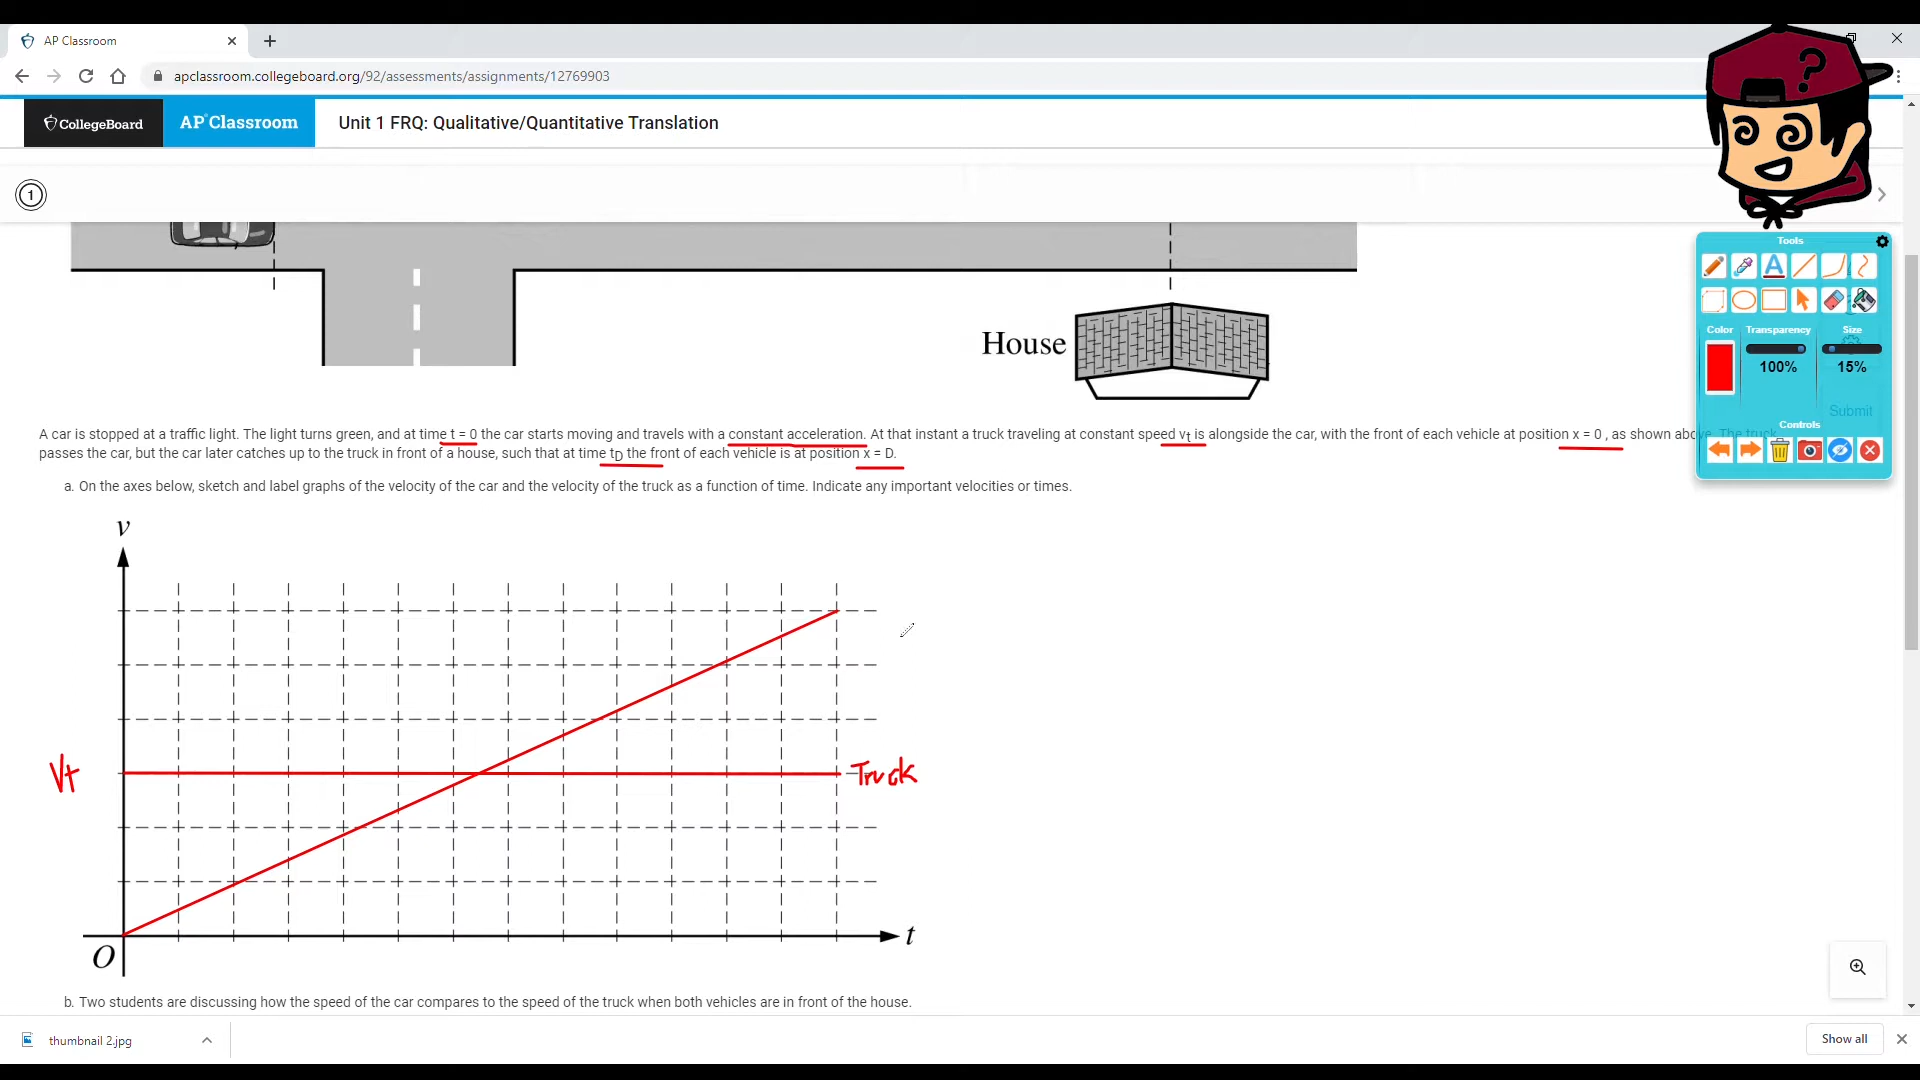 AP Classroom
apclassroom.collegeboard.org/92/assessments/assignments/12769903
CollegeBoard
AP Classroom
Unit 1 FRQ: Qualitative/Quantitative Translation
?
1
Tools
Color
Transparency
Size
100%
15%
Submit
Controls
House
A car is stopped at a traffic light. The light turns green, and at time t = 0 the car starts moving and travels with a constant acceleration. At that instant a truck traveling at constant speed vt is alongside the car, with the front of each vehicle at position x = 0 , as shown above. The truck
passes the car, but the car later catches up to the truck in front of a house, such that at time tD the front of each vehicle is at position x = D.
a. On the axes below, sketch and label graphs of the velocity of the car and the velocity of the truck as a function of time. Indicate any important velocities or times.
v
Vt
Truck
O
t
b. Two students are discussing how the speed of the car compares to the speed of the truck when both vehicles are in front of the house.
thumbnail 2.jpg
Show all